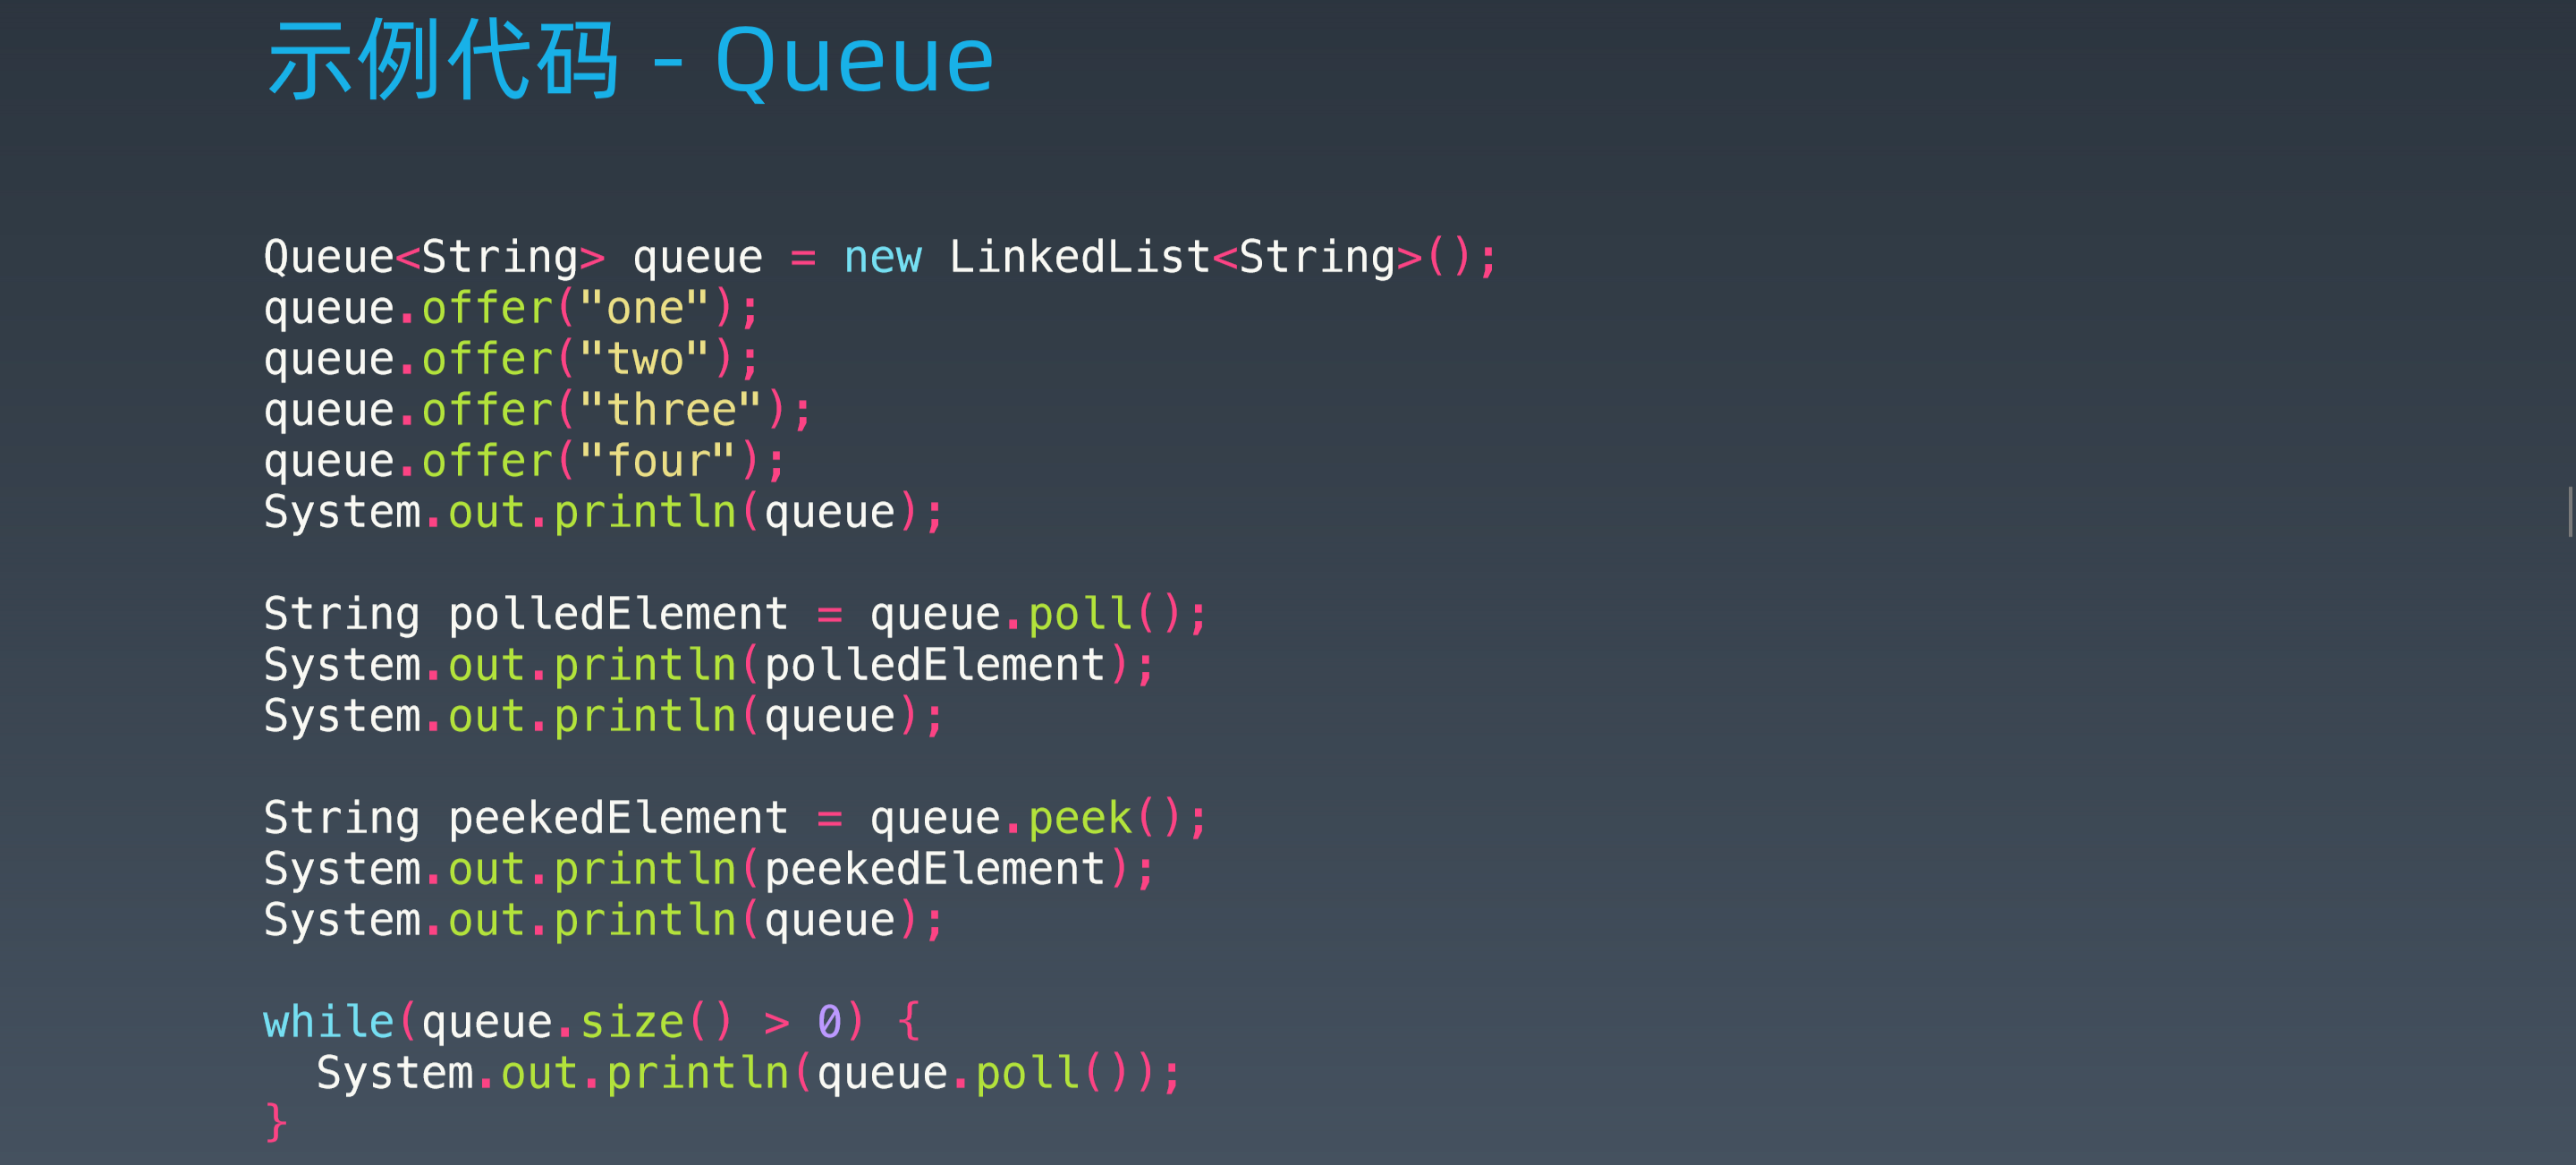 示例代码 - Queue
Queue<String> queue = new LinkedList<String>();
queue.offer("one");
queue.offer("two");
queue.offer("three");
queue.offer("four");
System.out.println(queue);
String polledElement = queue.poll();
System.out.println(polledElement);
System.out.println(queue);
String peekedElement = queue.peek();
System.out.println(peekedElement);
System.out.println(queue);
while(queue.size() > 0) {
  System.out.println(queue.poll());
}